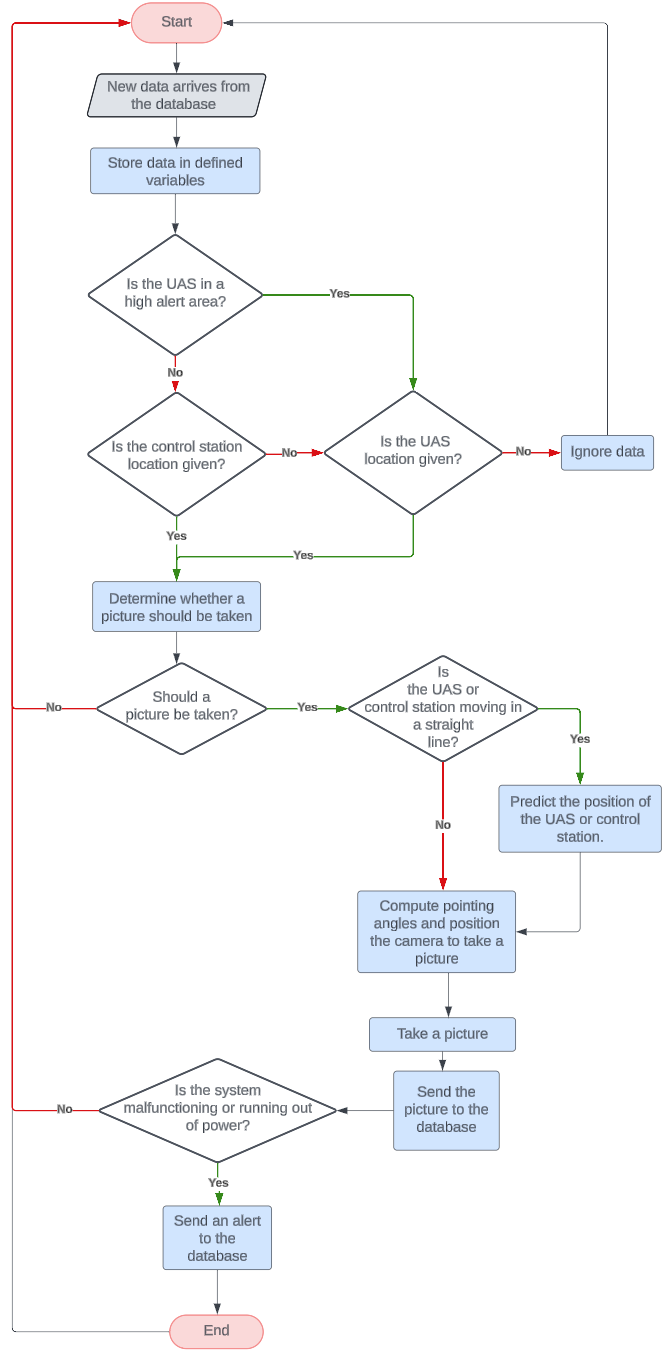 Start
New data arrives from
the database
Store data in defined
variables
Is the UAS in a
high alert area?
Yes
No
Is the control station
location given?
No
Is the UAS
location given?
No
Ignore data
Yes
Yes
Determine whether a
picture should be taken
Should a
picture be taken?
No
Yes
Is
the UAS or
control station moving in
a straight
line?
Yes
No
Predict the position of
the UAS or control
station.
Compute pointing
angles and position
the camera to take a
picture
Take a picture
Send the
picture to the
database
Is the system
malfunctioning or running out
of power?
No
Yes
Send an alert
to the
database
End